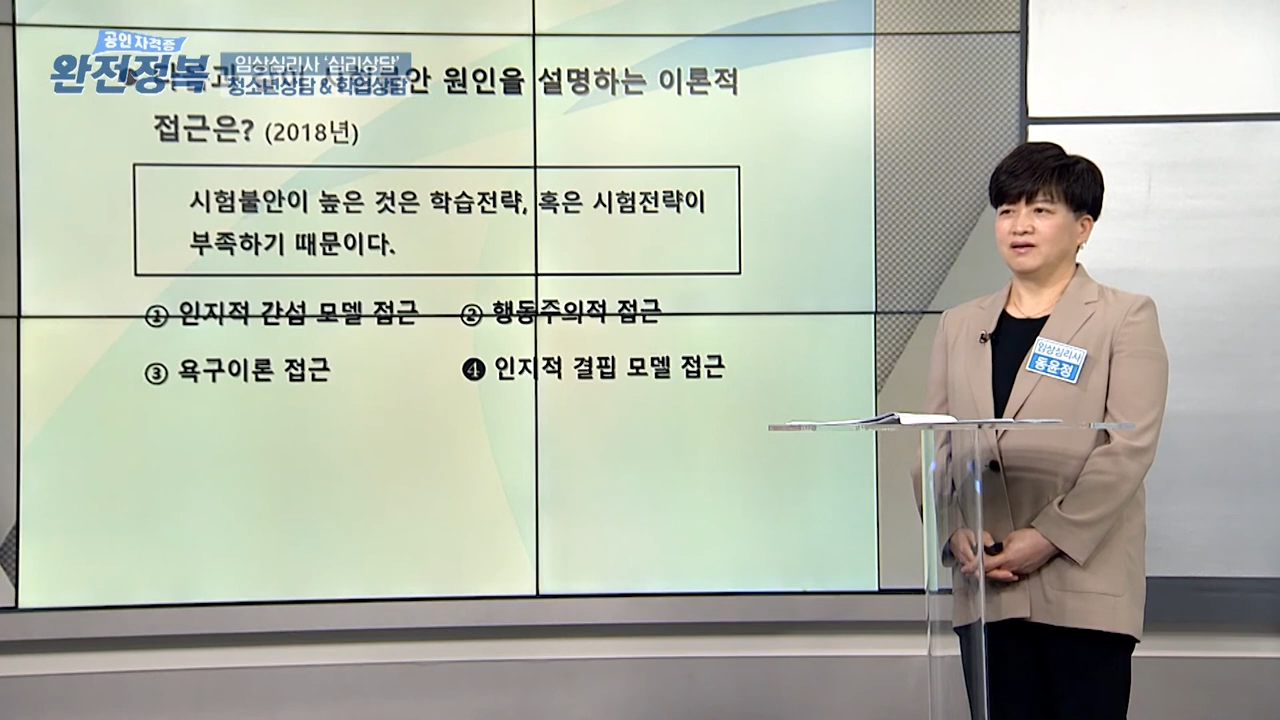 공인 자격증
완전정복
임상심리사 '심리상담'
청소년상담 & 학업상담
원인을 설명하는 이론적
접근은? (2018년)
시험불안이 높은 것은 학습전략, 혹은 시험전략이
부족하기 때문이다.
① 인지적 간섭 모델 접근 ② 행동주의적 접근
③ 욕구이론 접근 ❹ 인지적 결핍 모델 접근
임상심리사
동윤정